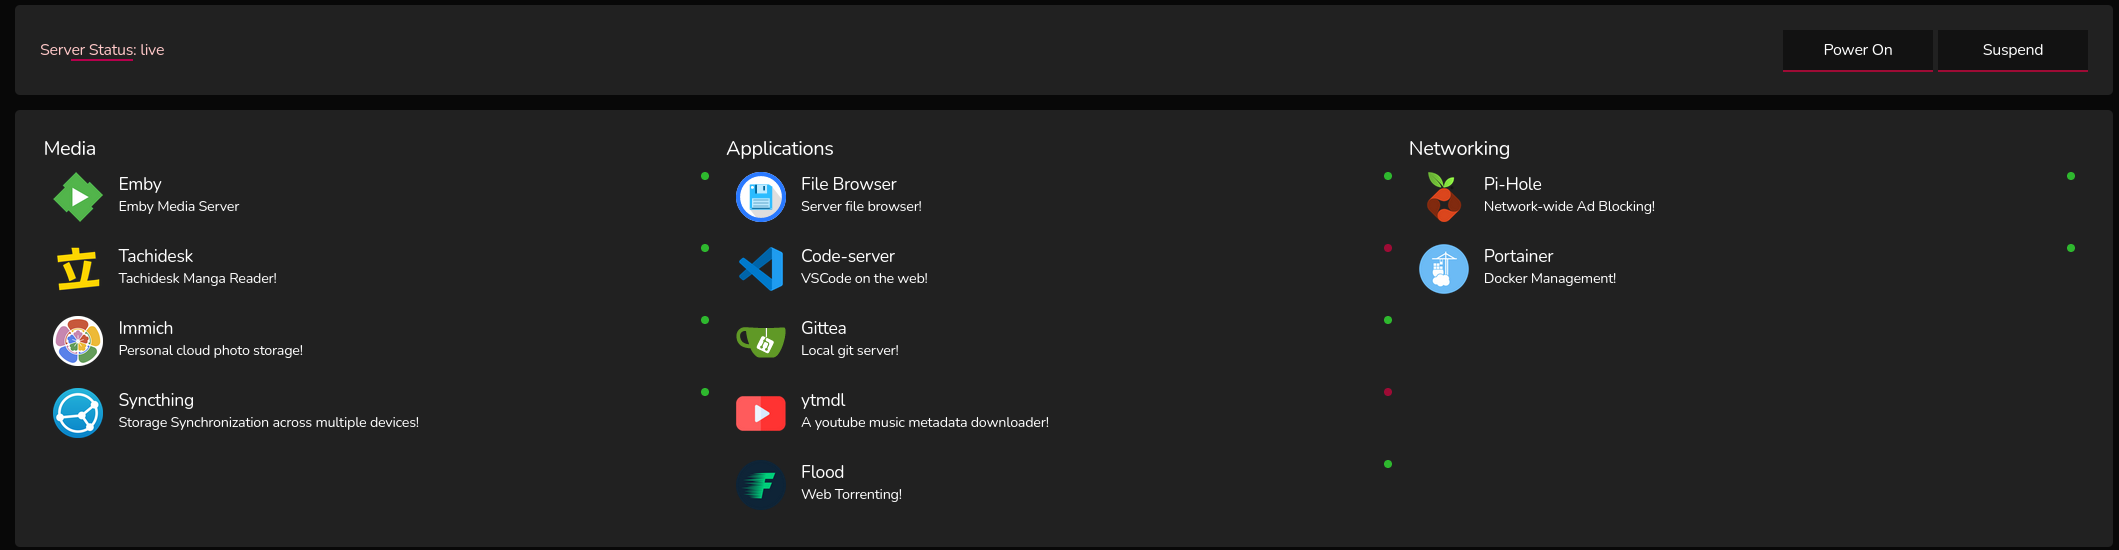 Server Status: live
Power On
Suspend
Media
Emby
Emby Media Server
Tachidesk
Tachidesk Manga Reader!
Immich
Personal cloud photo storage!
Syncthing
Storage Synchronization across multiple devices!
Applications
File Browser
Server file browser!
Code-server
VSCode on the web!
Gittea
Local git server!
ytmdl
A youtube music metadata downloader!
Flood
Web Torrenting!
Networking
Pi-Hole
Network-wide Ad Blocking!
Portainer
Docker Management!